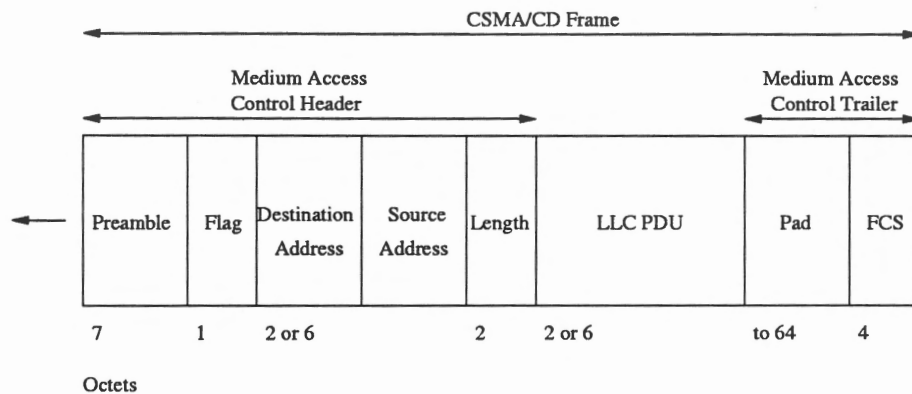 CSMA/CD Frame
Medium Access
Control Header
Medium Access
Control Trailer
Preamble
Flag
Destination
Address
Source
Address
Length
LLC PDU
Pad
FCS
7 1 2 or 6 2 2 or 6 to 64 4
Octets